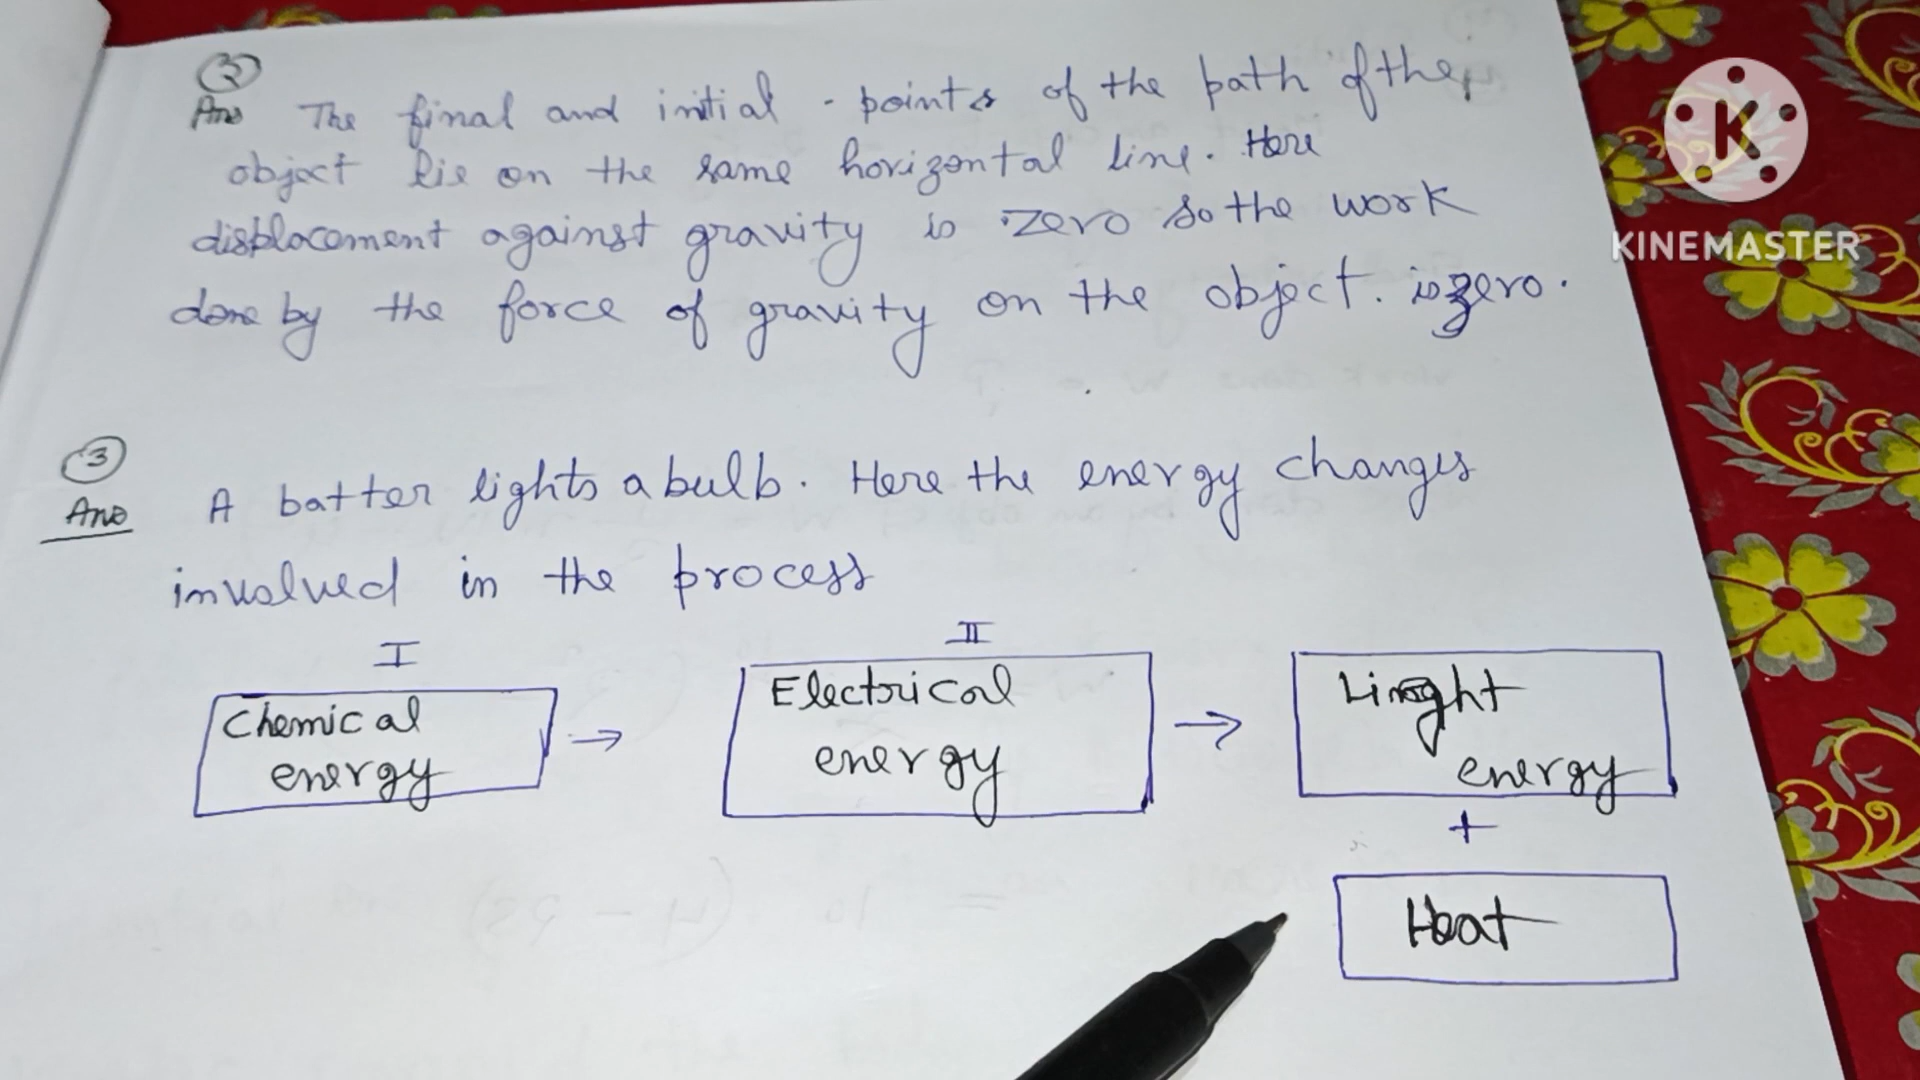 2
Ans The final and initial - points of the path of the
object lie on the same horizontal line. Here
displacement against gravity is zero so the work
done by the force of gravity on the object. is zero.
3
Ans A batter lights a bulb. Here the energy changes
involved in the process
I II
Chemical energy → Electrical energy → Light energy
+
Heat
K
KINEMASTER